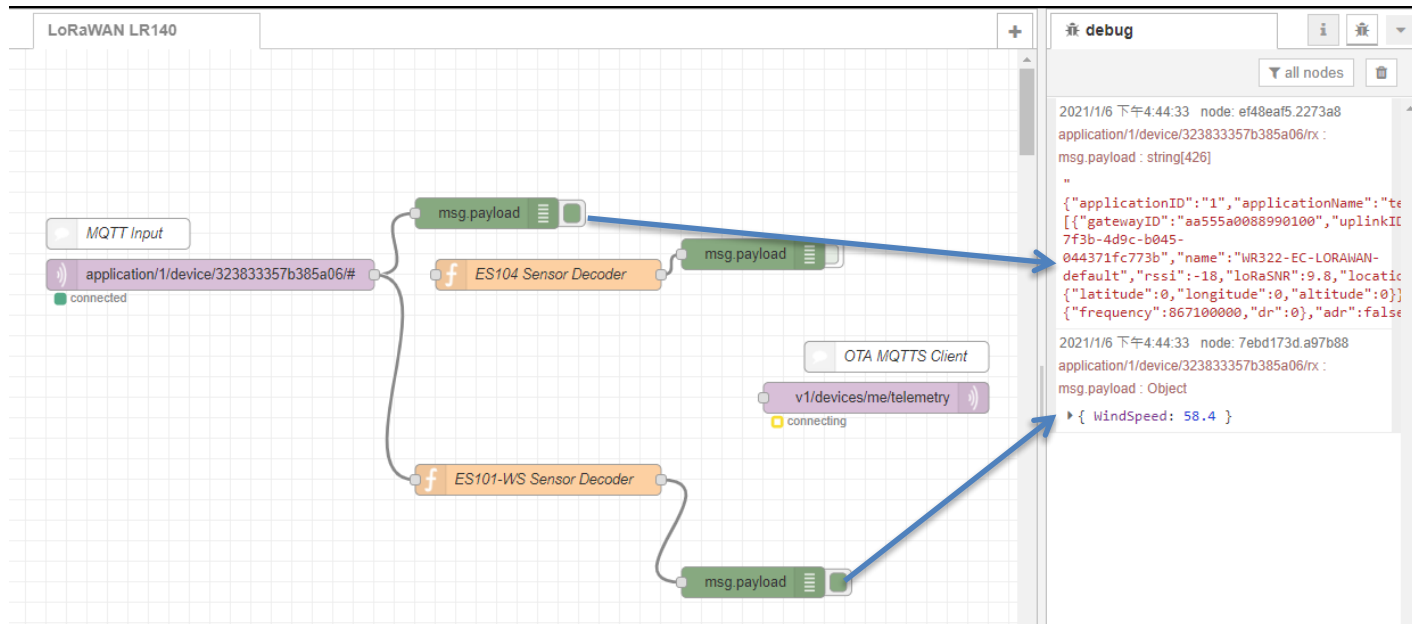 LoRaWAN LR140
+
debug
i
all nodes
MQTT Input
application/1/device/323833357b385a06/#
connected
msg.payload
f ES104 Sensor Decoder
msg.payload
OTA MQTTS Client
v1/devices/me/telemetry
connecting
f ES101-WS Sensor Decoder
msg.payload
2021/1/6 下午4:44:33 node: ef48eaf5.2273a8
application/1/device/323833357b385a06/rx :
msg.payload : string[426]
"
{"applicationID":"1","applicationName":"te
[{"gatewayID":"aa555a0088990100","uplinkID
7f3b-4d9c-b045-
044371fc773b","name":"WR322-EC-LORAWAN-
default","rssi":-18,"loRaSNR":9.8,"locatio
{"latitude":0,"longitude":0,"altitude":0}}
{"frequency":867100000,"dr":0},"adr":false
2021/1/6 下午4:44:33 node: 7ebd173d.a97b88
application/1/device/323833357b385a06/rx :
msg.payload : Object
{ WindSpeed: 58.4 }